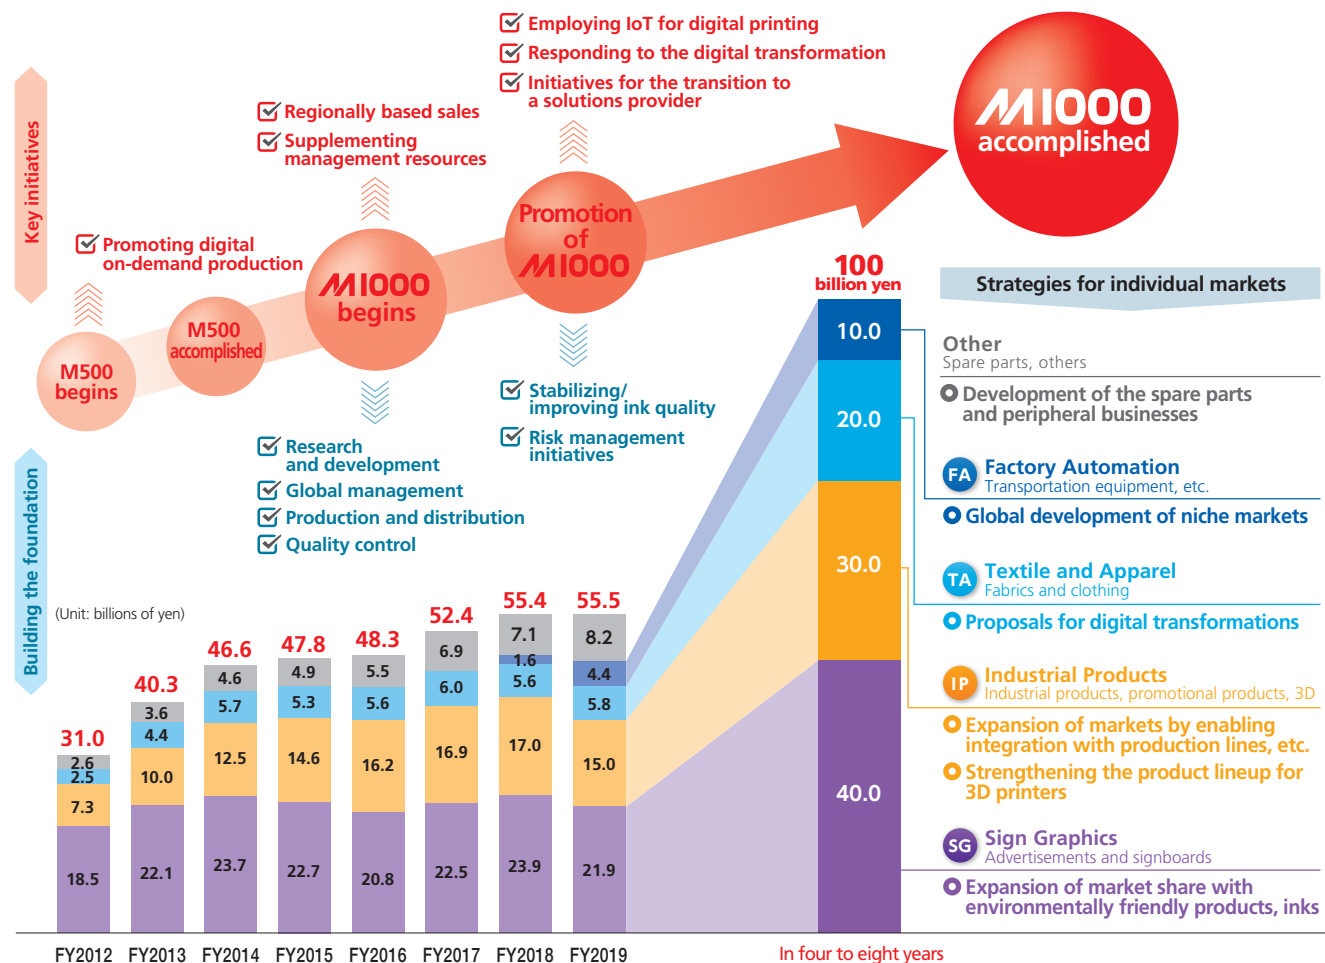 Key initiatives
Building the foundation
Employing IoT for digital printing
Responding to the digital transformation
Initiatives for the transition to
a solutions provider
Regionally based sales
Supplementing
management resources
Promoting digital
on-demand production
M500
begins
M500
accomplished
M1000
begins
Promotion
of
M1000
M1000
accomplished
Research
and development
Global management
Production and distribution
Quality control
Stabilizing/
improving ink quality
Risk management
initiatives
(Unit: billions of yen)
31.0
2.6
2.5
7.3
18.5
FY2012
40.3
3.6
4.4
10.0
22.1
FY2013
46.6
4.6
5.7
12.5
23.7
FY2014
47.8
4.9
5.3
14.6
22.7
FY2015
48.3
5.5
5.6
16.2
20.8
FY2016
52.4
6.9
6.0
16.9
22.5
FY2017
55.4
7.1
1.6
5.6
17.0
23.9
FY2018
55.5
8.2
4.4
5.8
15.0
21.9
FY2019
100
billion yen
10.0
20.0
30.0
40.0
In four to eight years
Strategies for individual markets
Other
Spare parts, others
Development of the spare parts
and peripheral businesses
FA Factory Automation
Transportation equipment, etc.
Global development of niche markets
TA Textile and Apparel
Fabrics and clothing
Proposals for digital transformations
IP Industrial Products
Industrial products, promotional products, 3D
Expansion of markets by enabling
integration with production lines, etc.
Strengthening the product lineup for
3D printers
SG Sign Graphics
Advertisements and signboards
Expansion of market share with
environmentally friendly products, inks